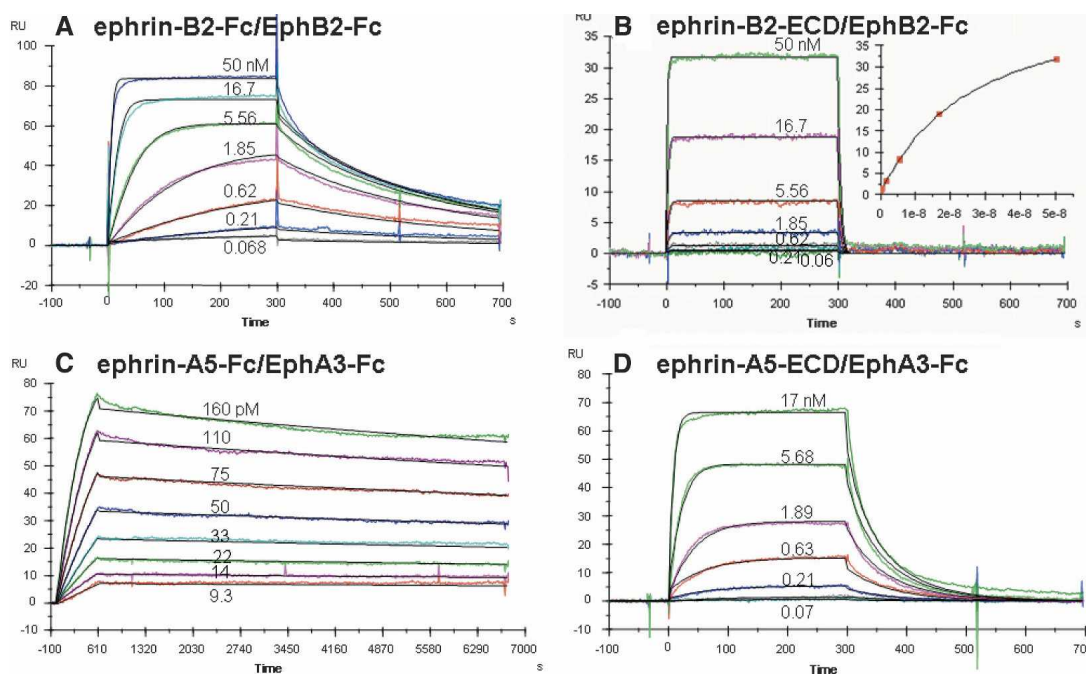 A ephrin-B2-Fc/EphB2-Fc
RU
100
80
60
40
20
0
-20
50 nM
16.7
5.56
1.85
0.62
0.21
0.068
-100 0 100 200 300 400 500 600 700
Time
s
B ephrin-B2-ECD/EphB2-Fc
RU
35
30
25
20
15
10
5
0
-5
50 nM
16.7
5.56
1.85
0.62
0.21
0.06
35
30
25
20
15
10
5
0
0 1e-8 2e-8 3e-8 4e-8 5e-8
-100 0 100 200 300 400 500 600 700
Time
s
C ephrin-A5-Fc/EphA3-Fc
RU
80
70
60
50
40
30
20
10
0
-10
160 pM
110
75
50
33
22
14
9.3
-100 610 1320 2030 2740 3450 4160 4870 5580 6290 7000
Time
s
D ephrin-A5-ECD/EphA3-Fc
RU
80
70
60
50
40
30
20
10
0
-10
17 nM
5.68
1.89
0.63
0.21
0.07
-100 0 100 200 300 400 500 600 700
Time
s